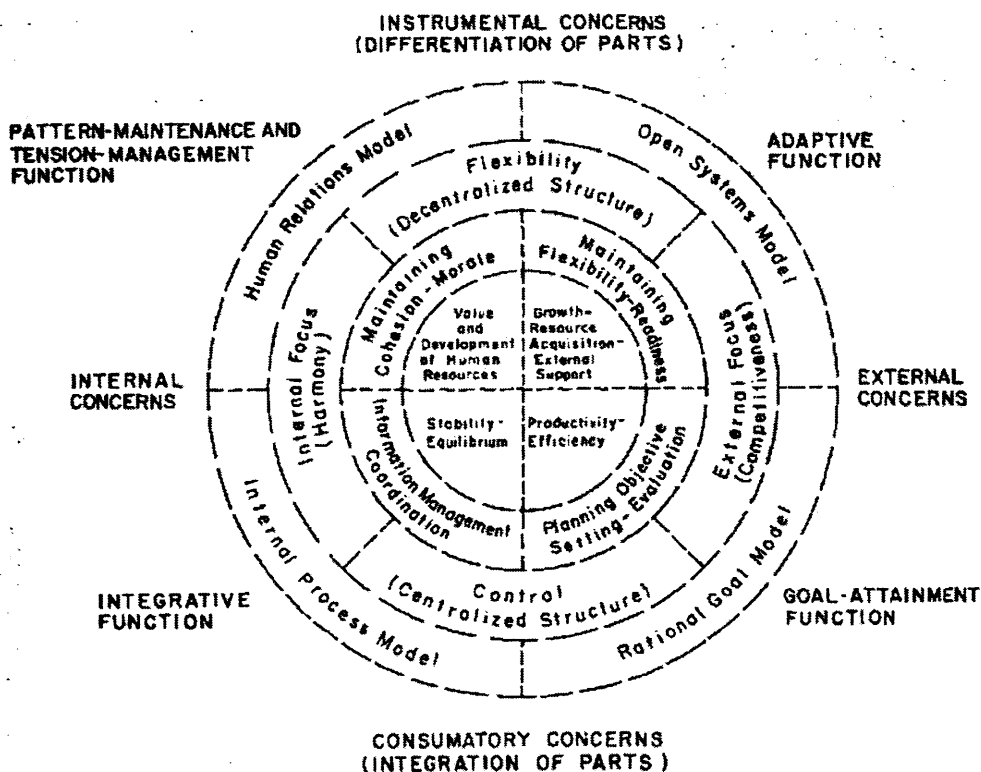 INSTRUMENTAL CONCERNS
(DIFFERENTIATION OF PARTS)
PATTERN-MAINTENANCE AND
TENSION-MANAGEMENT
FUNCTION
ADAPTIVE
FUNCTION
Human Relations Model
Open Systems Model
Flexibility
(Decentralized Structure)
Maintaining
Cohesion-Morale
Maintaining
Flexibility-Readiness
Value
and
Development
of Human
Resources
Growth-
Resource
Acquisition-
External
Support
Internal Focus
(Harmony)
External Focus
(Competitiveness)
INTERNAL
CONCERNS
EXTERNAL
CONCERNS
Stability-
Equilibrium
Productivity-
Efficiency
Information Management
Coordination
Planning Objective
Setting-Evaluation
Control
(Centralized Structure)
Internal Process Model
Rational Goal Model
INTEGRATIVE
FUNCTION
GOAL-ATTAINMENT
FUNCTION
CONSUMATORY CONCERNS
(INTEGRATION OF PARTS)